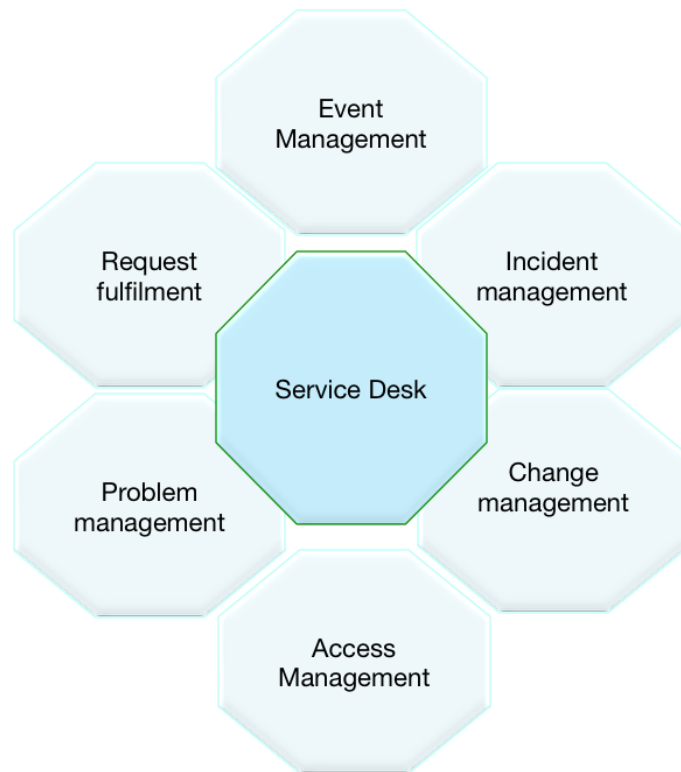 Event
Management
Request
fulfilment
Incident
management
Service Desk
Problem
management
Change
management
Access
Management